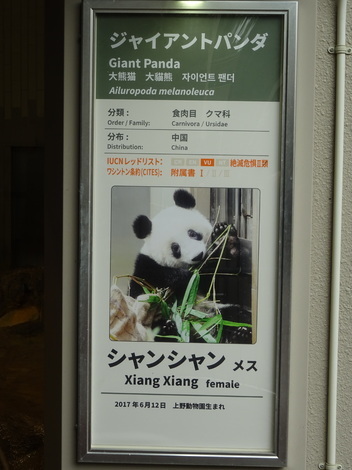 ジャイアントパンダ
Giant Panda
大熊猫 大貓熊 자이언트 팬더
Ailuropoda melanoleuca
分類： 食肉目 クマ科
Order / Family: Carnivora / Ursidae
分布： 中国
Distribution: China
IUCNレッドリスト： VU 絶滅危惧Ⅱ類
ワシントン条約(CITES)： 附属書 Ⅰ
シャンシャン メス
Xiang Xiang female
2017年6月12日 上野動物園生まれ